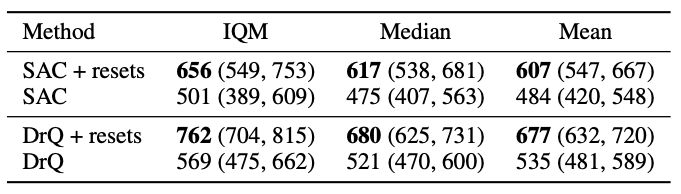 Method IQM Median Mean
SAC + resets 656 (549, 753) 617 (538, 681) 607 (547, 667)
SAC 501 (389, 609) 475 (407, 563) 484 (420, 548)
DrQ + resets 762 (704, 815) 680 (625, 731) 677 (632, 720)
DrQ 569 (475, 662) 521 (470, 600) 535 (481, 589)